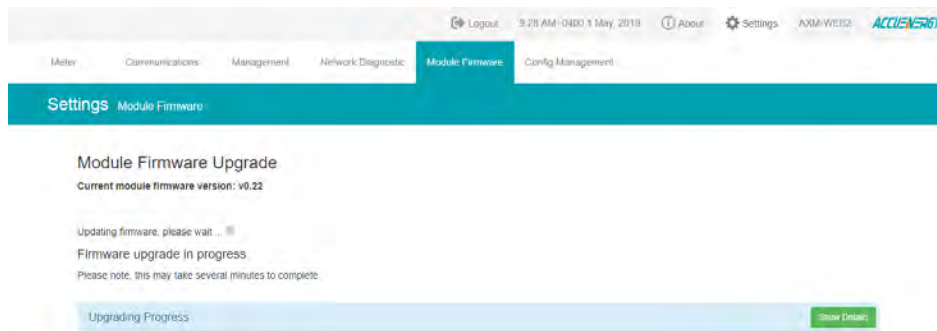 Logout 9:28 AM -0400 1 May, 2019 About Settings AXM-WEB2 ACCUENERGY
Meter Communications Management Network Diagnostic Module Firmware Config Management
Settings Module Firmware
Module Firmware Upgrade
Current module firmware version: v0.22
Updating firmware, please wait ...
Firmware upgrade in progress
Please note, this may take several minutes to complete
Upgrading Progress Show Details